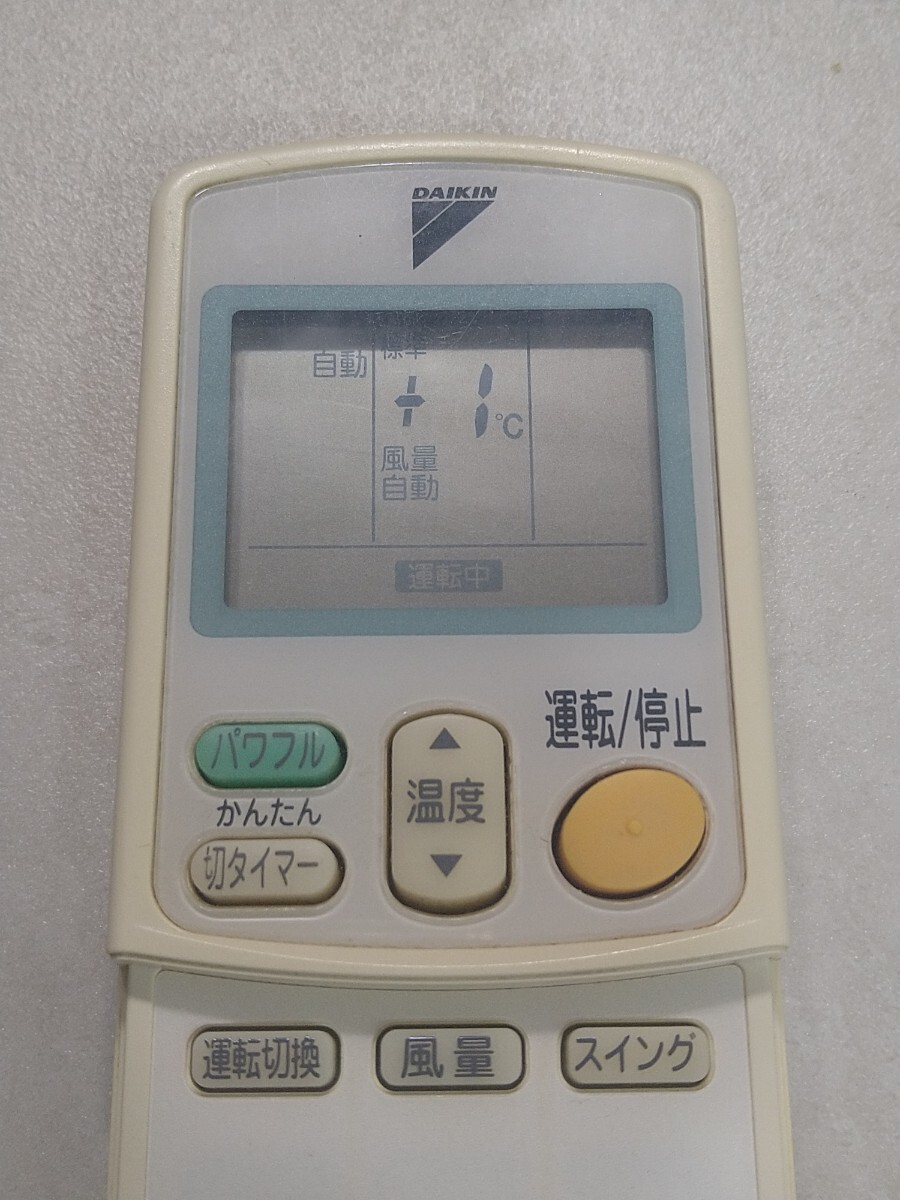 DAIKIN
標準
自動
+1℃
風量
自動
運転中
運転/停止
パワフル
温度
かんたん
切タイマー
運転切換
風量
スイング